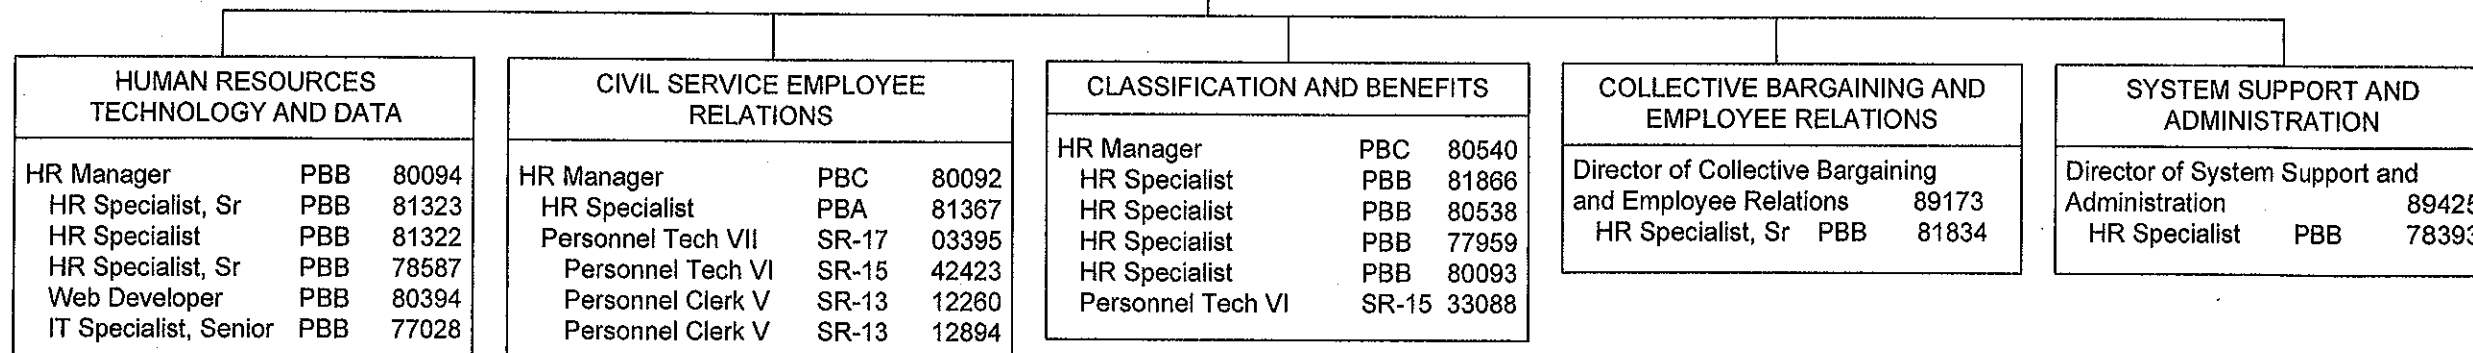 HUMAN RESOURCES
TECHNOLOGY AND DATA
HR Manager PBB 80094
HR Specialist, Sr PBB 81323
HR Specialist PBB 81322
HR Specialist, Sr PBB 78587
Web Developer PBB 80394
IT Specialist, Senior PBB 77028
CIVIL SERVICE EMPLOYEE
RELATIONS
HR Manager PBC 80092
HR Specialist PBA 81367
Personnel Tech VII SR-17 03395
Personnel Tech VI SR-15 42423
Personnel Clerk V SR-13 12260
Personnel Clerk V SR-13 12894
CLASSIFICATION AND BENEFITS
HR Manager PBC 80540
HR Specialist PBB 81866
HR Specialist PBB 80538
HR Specialist PBB 77959
HR Specialist PBB 80093
Personnel Tech VI SR-15 33088
COLLECTIVE BARGAINING AND
EMPLOYEE RELATIONS
Director of Collective Bargaining
and Employee Relations 89173
HR Specialist, Sr PBB 81834
SYSTEM SUPPORT AND
ADMINISTRATION
Director of System Support and
Administration 89425
HR Specialist PBB 78393